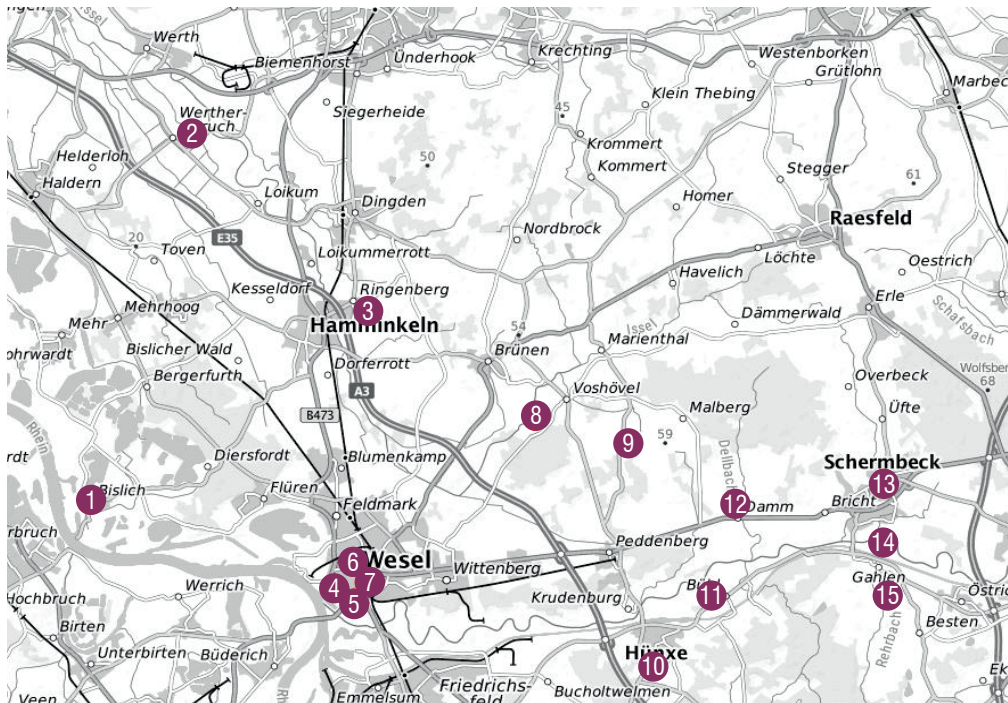 Werth
Biemenhorst
Ünderhook
Krechting
Westenborken
Grütlohn
Marbec
Klein Thebing
Siegerheide
Werther-
bruch
2
45
Krommert
Kommert
Stegger
61
50
Helderloh
Haldern
Loikum
Dingden
Homer
Raesfeld
Nordbrock
20
Toven
E35
Loikummerrott
Löchte
Oestrich
Havelich
Kesseldorf
Ringenberg
3
Mehrhoog
Hamminkeln
Mehr
Erle
Schafsbach
Issel
Dämmerwald
54
Marienthal
Brünen
ohrwardt
Bislicher Wald
Dorferrott
Bergerfurth
A3
Voshövel
Overbeck
Wolfsber
68
B473
8
Malberg
Üfte
9
59
Rhein
Diersfordt
Blumenkamp
Dellbach
Schermbeck
13
1
Bislich
Flüren
Feldmark
12
Damm
Bricht
14
Peddenberg
6
Wesel
7
Wittenberg
4
5
Gahlen
15
11
Krudenburg
Hochbruch
Werrich
Birten
Besten
Rehrbach
Unterbirten
Büderich
Hünxe
10
Bucholtwelmen
Emmelsum
Friedrichs-
feld
Veen